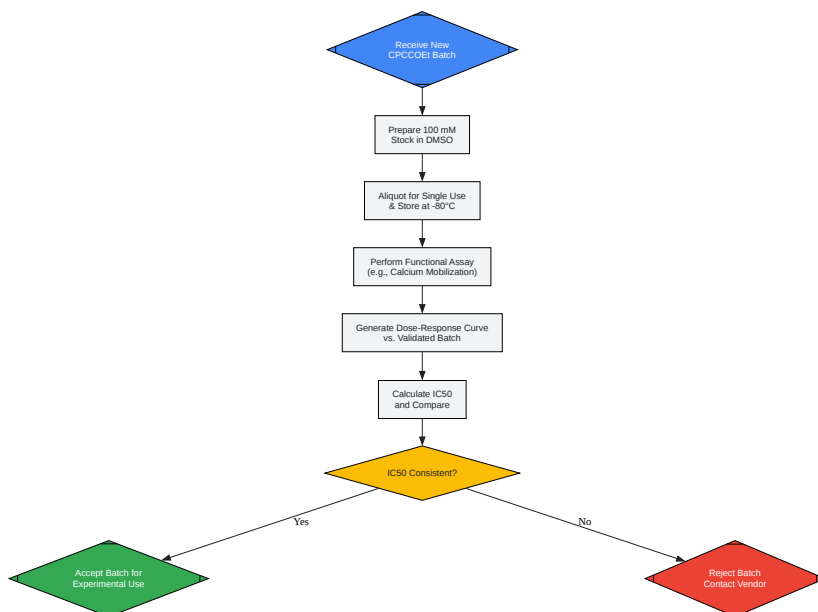 Receive New
CPCCOEt Batch
Prepare 100 mM
Stock in DMSO
Aliquot for Single Use
& Store at -80°C
Perform Functional Assay
(e.g., Calcium Mobilization)
Generate Dose-Response Curve
vs. Validated Batch
Calculate IC50
and Compare
IC50 Consistent?
Yes
No
Accept Batch for
Experimental Use
Reject Batch
Contact Vendor